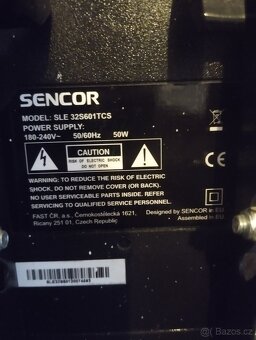 SENCOR
MODEL: SLE 32S601TCS
POWER SUPPLY:
180-240V~ 50/60Hz 50W
CAUTION
RISK OF ELECTRIC SHOCK
DO NOT OPEN
WARNING: TO REDUCE THE RISK OF ELECTRIC
SHOCK, DO NOT COVER (OR BACK).
NO USER SERVICEABLE PARTS INSIDE. REFER
SERVICING TO QUALIFIED PERSONNEL.
FAST ČR, a.s., Černokostelecká 1621,
Ricany 251 01, Czech Republic
Designed by SENCOR in EU
Assembled in EU
CE
bazos.cz